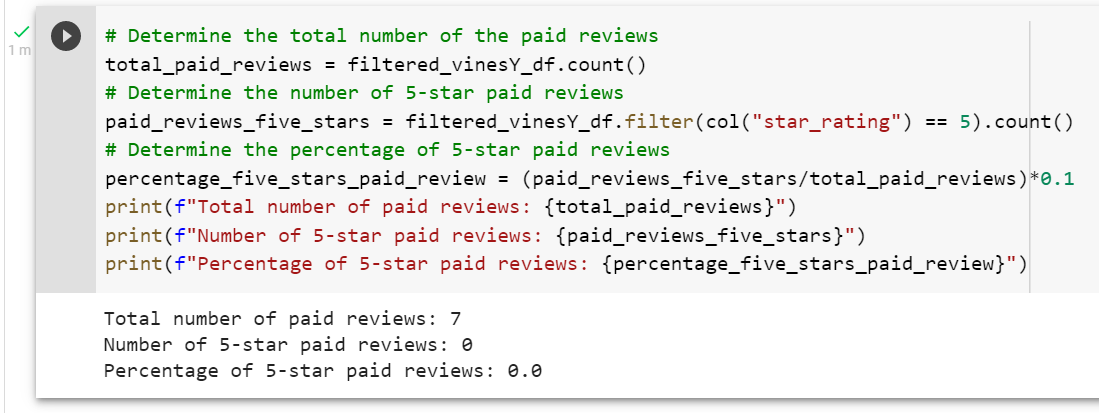 # Determine the total number of the paid reviews
total_paid_reviews = filtered_vinesY_df.count()
# Determine the number of 5-star paid reviews
paid_reviews_five_stars = filtered_vinesY_df.filter(col("star_rating") == 5).count()
# Determine the percentage of 5-star paid reviews
percentage_five_stars_paid_review = (paid_reviews_five_stars/total_paid_reviews)*0.1
print(f"Total number of paid reviews: {total_paid_reviews}")
print(f"Number of 5-star paid reviews: {paid_reviews_five_stars}")
print(f"Percentage of 5-star paid reviews: {percentage_five_stars_paid_review}")
1 m
Total number of paid reviews: 7
Number of 5-star paid reviews: 0
Percentage of 5-star paid reviews: 0.0